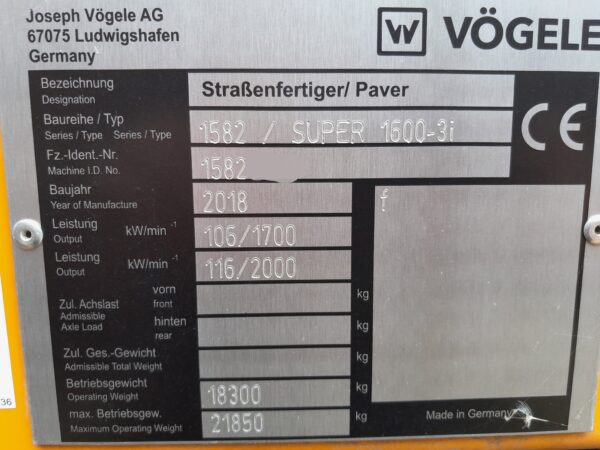 Joseph Vögele AG
67075 Ludwigshafen
Germany
VÖGELE
Bezeichnung
Designation
Straßenfertiger/ Paver
Baureihe / Typ
Series / Type Series / Type
1582 / SUPER 1600-3i
Fz.-Ident.-Nr.
Machine I.D. No.
1582
Baujahr
Year of Manufacture
2018
f
Leistung
Output
kW/min -1
106/1700
Leistung
Output
kW/min -1
116/2000
Zul. Achslast
Admissible
Axle Load
vorn
front
kg
hinten
rear
kg
Zul. Ges.-Gewicht
Admissible Total Weight
kg
Betriebsgewicht
Operating Weight
18300
kg
max. Betriebsgew.
Maximum Operating Weight
21850
kg
Made in Germany
CE
36